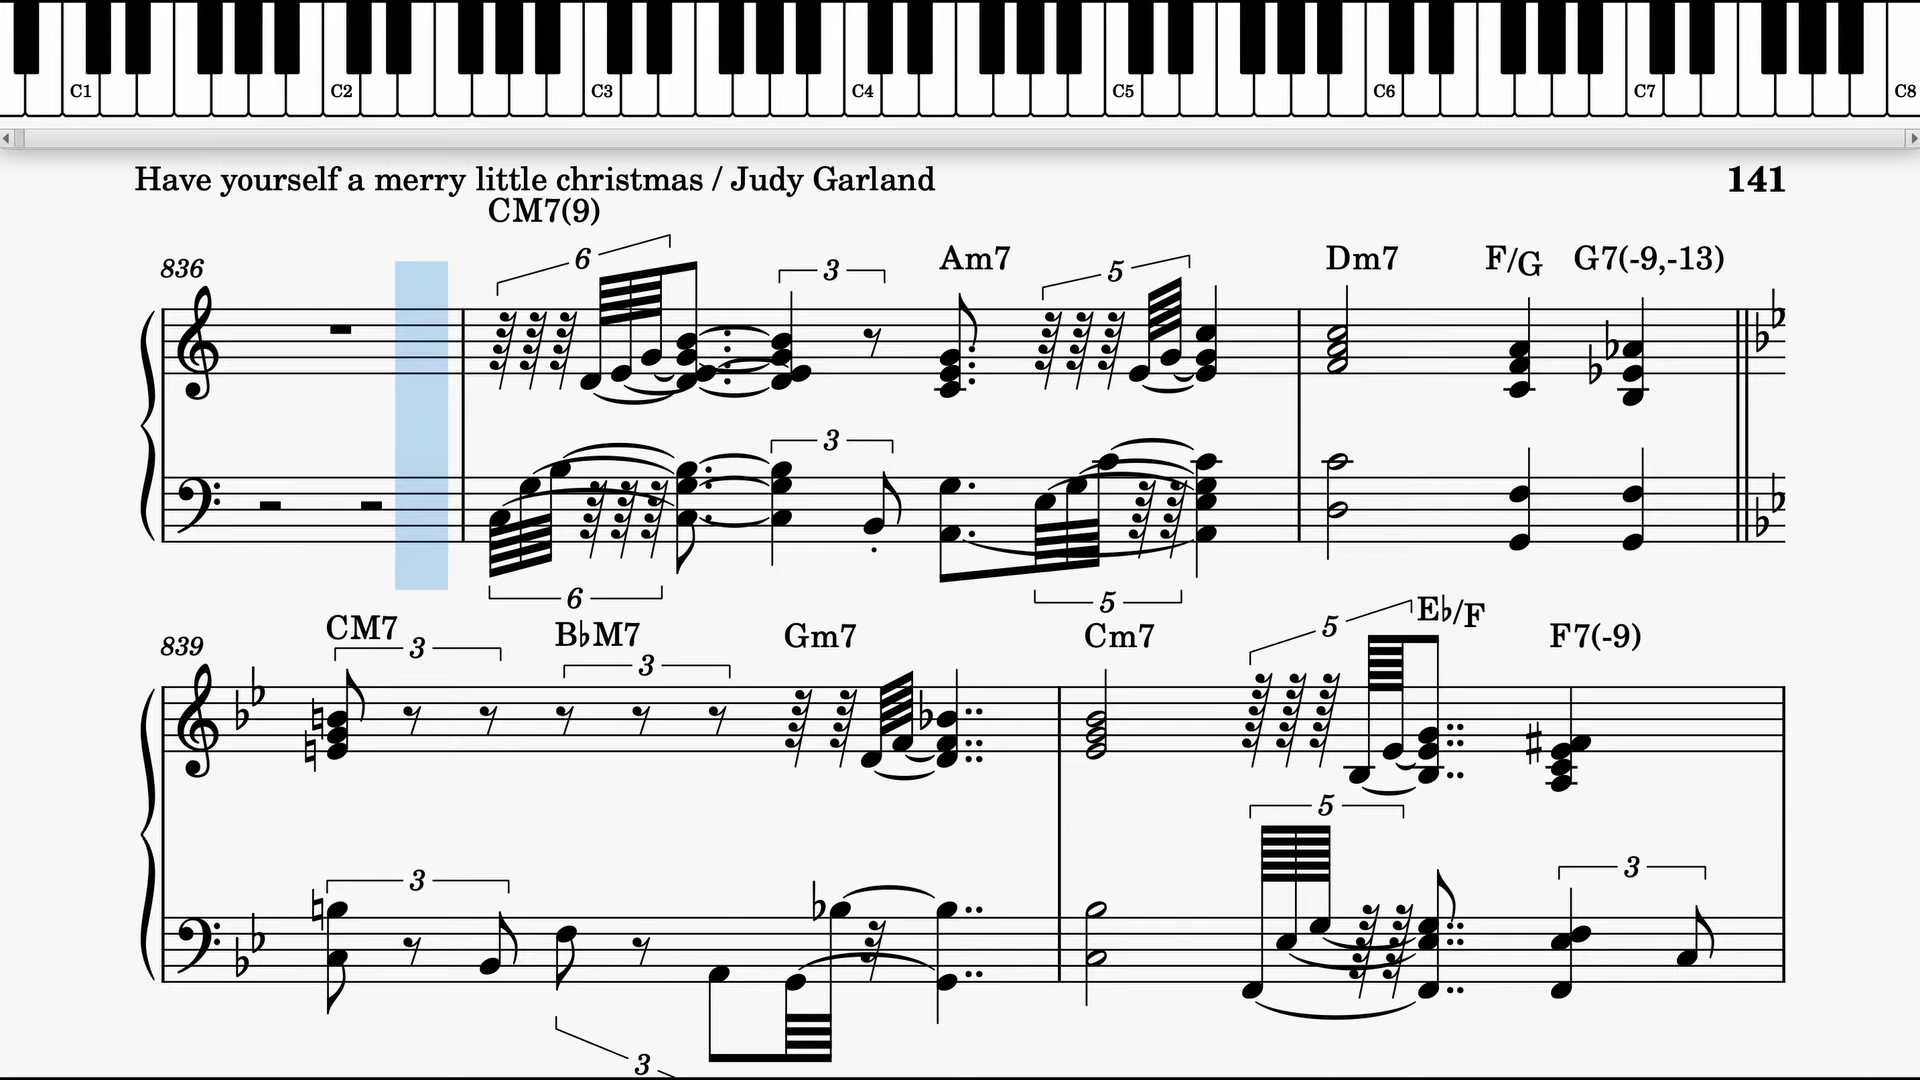 C1 C2 C3 C4 C5 C6 C7 C8
Have yourself a merry little christmas / Judy Garland 141
CM7(9)
836 6 3 Am7 5 Dm7 F/G G7(-9,-13)
3
6 5
839 CM7 3 B♭M7 3 Gm7 Cm7 5 E♭/F F7(-9)
5
3 3
3